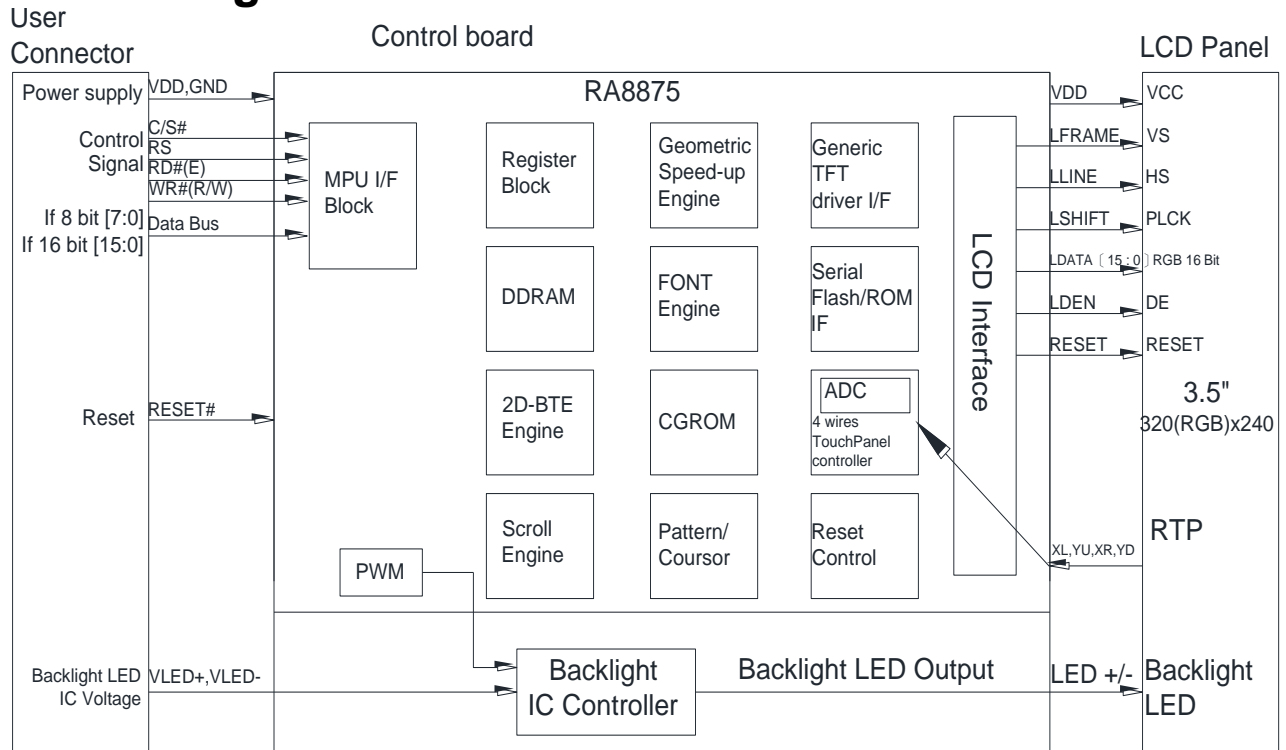 g
User
Connector
Control board
LCD Panel
Power supply
VDD,GND
Control
Signal
C/S#
RS
RD#(E)
WR#(R/W)
If 8 bit [7:0]
If 16 bit [15:0]
Data Bus
Reset
RESET#
Backlight LED
IC Voltage
VLED+,VLED-
RA8875
MPU I/F
Block
Register
Block
Geometric
Speed-up
Engine
Generic
TFT
driver I/F
DDRAM
FONT
Engine
Serial
Flash/ROM
IF
2D-BTE
Engine
CGROM
ADC
4 wires
TouchPanel
controller
Scroll
Engine
Pattern/
Coursor
Reset
Control
PWM
LCD Interface
Backlight
IC Controller
Backlight LED Output
VDD
VCC
LFRAME
VS
LLINE
HS
LSHIFT
PLCK
LDATA〔15:0〕RGB 16 Bit
LDEN
DE
RESET
RESET
3.5"
320(RGB)x240
RTP
XL,YU,XR,YD
LED +/-
Backlight
LED